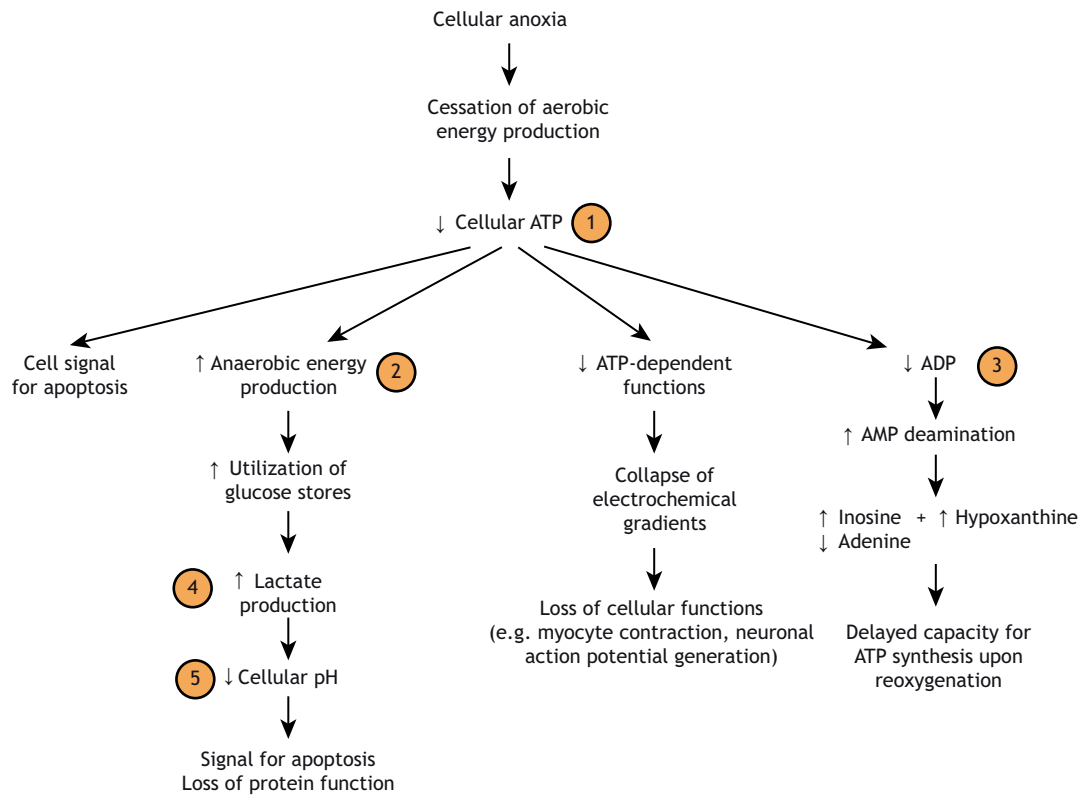 Cellular anoxia
Cessation of aerobic
energy production
↓ Cellular ATP 1
Cell signal
for apoptosis
↑ Anaerobic energy
production 2
↑ Utilization of
glucose stores
4 ↑ Lactate
production
5 ↓ Cellular pH
Signal for apoptosis
Loss of protein function
↓ ATP-dependent
functions
Collapse of
electrochemical
gradients
Loss of cellular functions
(e.g. myocyte contraction, neuronal
action potential generation)
↓ ADP 3
↑ AMP deamination
↑ Inosine + ↑ Hypoxanthine
↓ Adenine
Delayed capacity for
ATP synthesis upon
reoxygenation